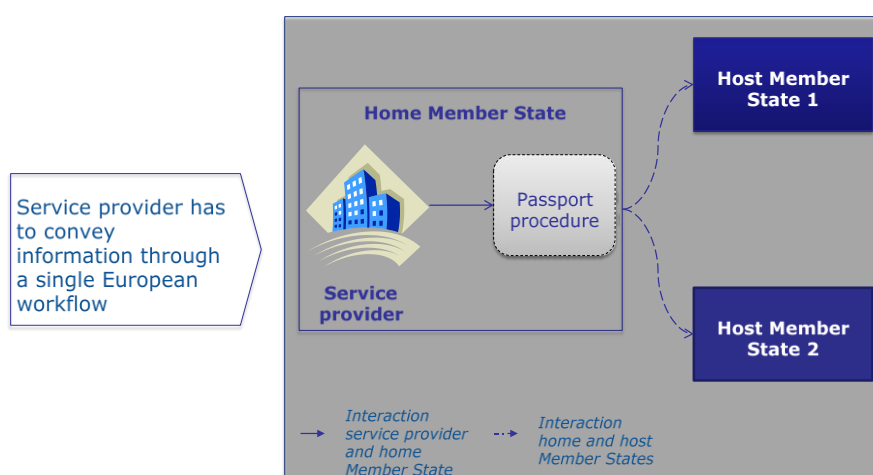 Service provider has
to convey
information through
a single European
workflow
Home Member State
Service
provider
Passport
procedure
Host Member
State 1
Host Member
State 2
Interaction
service provider
and home
Member State
Interaction
home and host
Member States